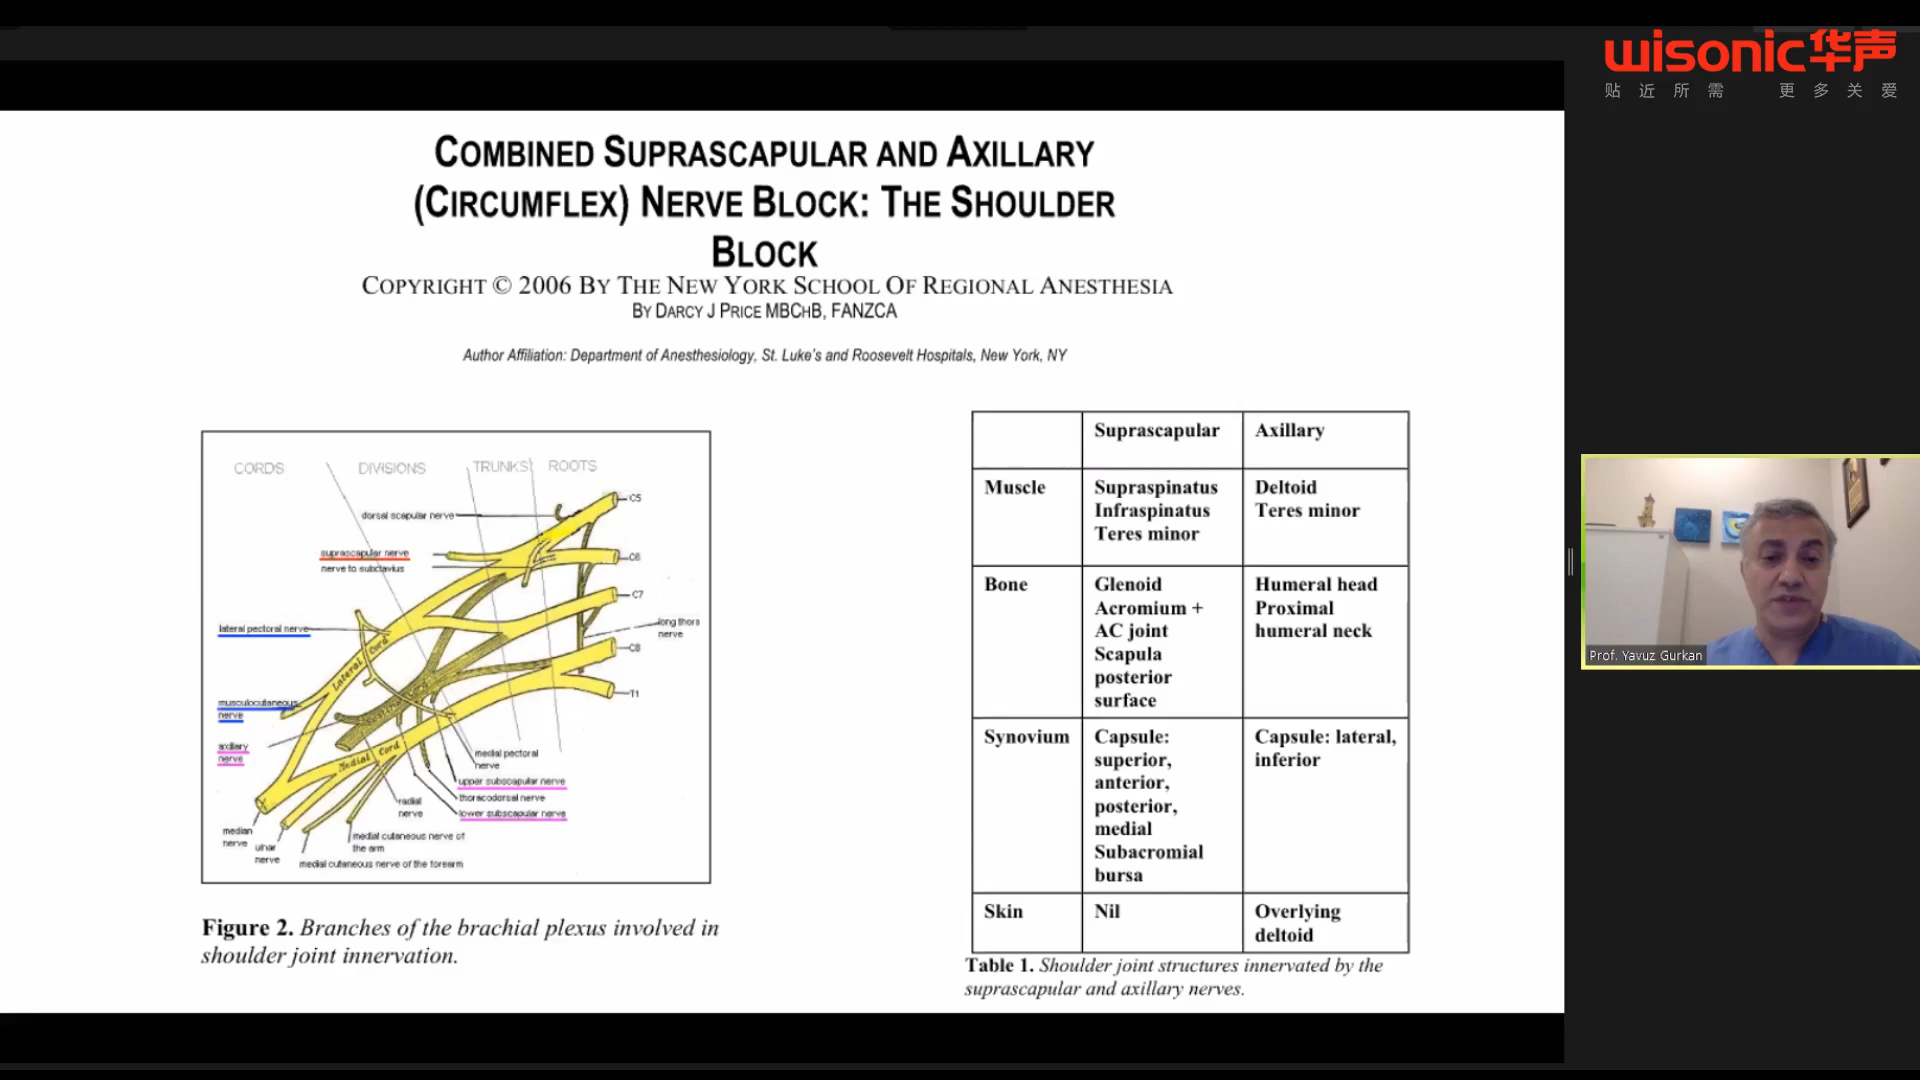 wisonic华声
贴近所需 更多关爱
COMBINED SUPRASCAPULAR AND AXILLARY
(CIRCUMFLEX) NERVE BLOCK: THE SHOULDER
BLOCK
COPYRIGHT © 2006 BY THE NEW YORK SCHOOL OF REGIONAL ANESTHESIA
BY DARCY J PRICE MBCHB, FANZCA
Author Affiliation: Department of Anesthesiology, St. Luke's and Roosevelt Hospitals, New York, NY
CORDS DIVISIONS TRUNKS ROOTS
C5
dorsal scapular nerve
suprascapular nerve
C6
nerve to subclavius
C7
lateral pectoral nerve
long thora
nerve
C8
Lateral Cord
T1
musculocutaneous
nerve
axillary
nerve
Medial Cord
medial pectoral
nerve
upper subscapular nerve
thoracodorsal nerve
radial
nerve
lower subscapular nerve
median
nerve
ulnar
nerve
medial cutaneous nerve of
the arm
medial cutaneous nerve of the forearm
Figure 2. Branches of the brachial plexus involved in
shoulder joint innervation.
Suprascapular Axillary
Muscle
Supraspinatus
Infraspinatus
Teres minor
Deltoid
Teres minor
Bone
Glenoid
Acromium +
AC joint
Scapula
posterior
surface
Humeral head
Proximal
humeral neck
Synovium
Capsule:
superior,
anterior,
posterior,
medial
Subacromial
bursa
Capsule: lateral,
inferior
Skin
Nil
Overlying
deltoid
Table 1. Shoulder joint structures innervated by the
suprascapular and axillary nerves.
Prof. Yavuz Gurkan